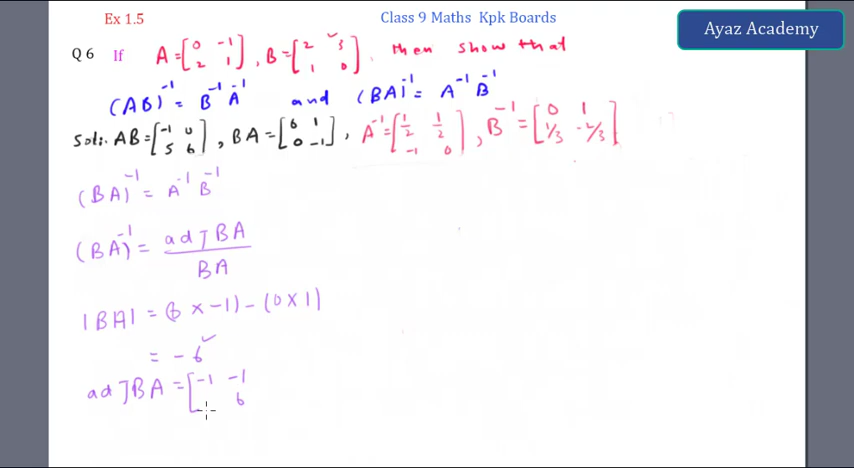 Ex 1.5
Class 9 Maths Kpk Boards
Ayaz Academy
Q 6 If A = [0 -1 2 1], B = [2 3 1 0], then show that
(AB)⁻¹ = B⁻¹ A⁻¹ and (BA)⁻¹ = A⁻¹ B⁻¹
Sol: AB = [-1 0 5 6], BA = [6 1 0 -1], A⁻¹ = [1/2 1/2 -1 0], B⁻¹ = [0 1 1/3 -2/3]
(BA)⁻¹ = A⁻¹ B⁻¹
(BA)⁻¹ = adJ BA / BA
|BA| = (6 × -1) - (0 × 1)
= - 6
adJ BA = [-1 -1 6